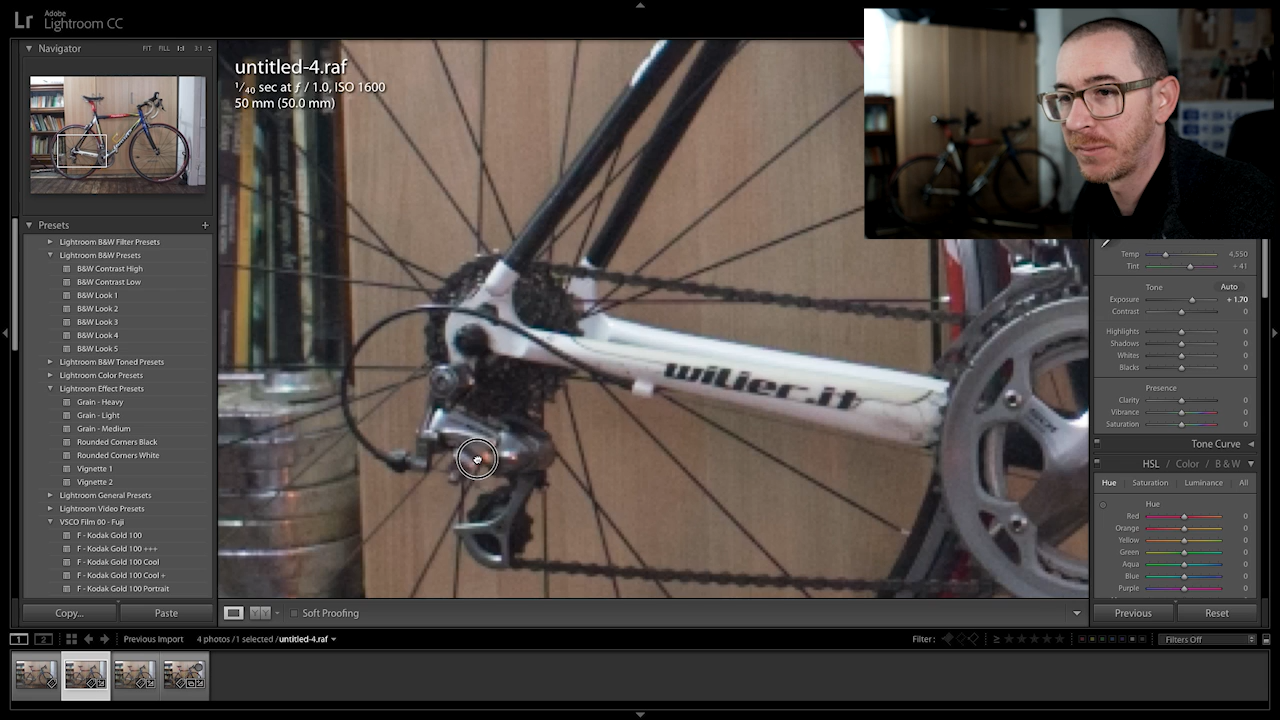 Lr
Adobe
Lightroom CC
Navigator
FIT FILL 1:1 3:1
untitled-4.raf
1/40 sec at ƒ / 1.0, ISO 1600
50 mm (50.0 mm)
Presets +
Lightroom B&W Filter Presets
Lightroom B&W Presets
B&W Contrast High
B&W Contrast Low
B&W Look 1
B&W Look 2
B&W Look 3
B&W Look 4
B&W Look 5
Lightroom B&W Toned Presets
Lightroom Color Presets
Lightroom Effect Presets
Grain - Heavy
Grain - Light
Grain - Medium
Rounded Corners Black
Rounded Corners White
Vignette 1
Vignette 2
Lightroom General Presets
Lightroom Video Presets
VSCO Film 00 - Fuji
F - Kodak Gold 100
F - Kodak Gold 100 +++
F - Kodak Gold 100 Cool
F - Kodak Gold 100 Cool +
F - Kodak Gold 100 Portrait
Copy... Paste
wilier.it
Temp 4,550
Tint + 41
Tone Auto
Exposure + 1.70
Contrast 0
Highlights 0
Shadows 0
Whites 0
Blacks 0
Presence
Clarity 0
Vibrance 0
Saturation 0
Tone Curve
HSL / Color / B & W
Hue Saturation Luminance All
Hue
Red 0
Orange 0
Yellow 0
Green 0
Aqua 0
Blue 0
Purple 0
Soft Proofing
Previous Reset
1 2 Previous Import 4 photos / 1 selected / untitled-4.raf
Filter : Filters Off